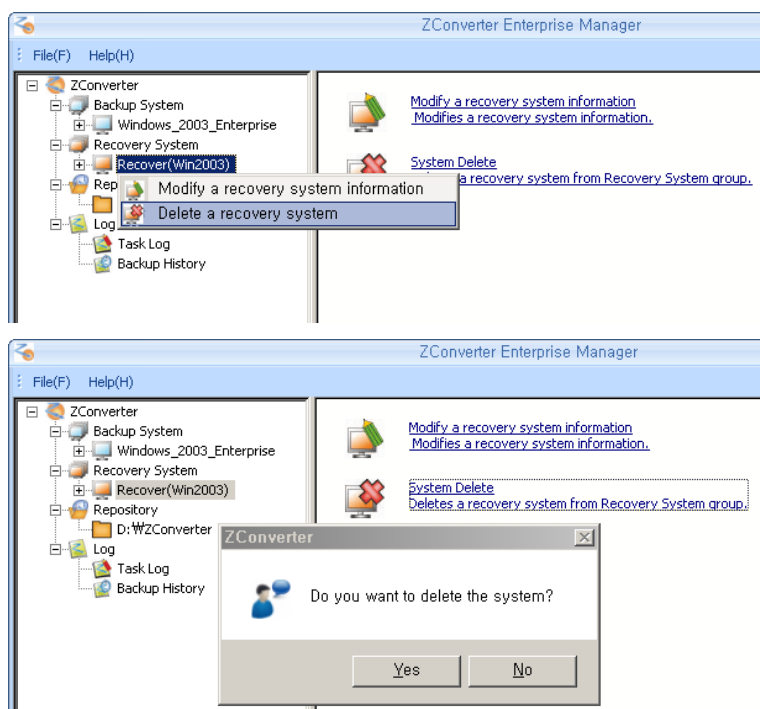 ZConverter Enterprise Manager
File(F) Help(H)
ZConverter
Backup System
Windows_2003_Enterprise
Recovery System
Recover(Win2003)
Rep
Log
Task Log
Backup History
Modify a recovery system information
Delete a recovery system
Modify a recovery system information
Modifies a recovery system information.
System Delete
a recovery system from Recovery System group.
ZConverter Enterprise Manager
File(F) Help(H)
ZConverter
Backup System
Windows_2003_Enterprise
Recovery System
Recover(Win2003)
Repository
D:₩ZConverter
Log
Task Log
Backup History
Modify a recovery system information
Modifies a recovery system information.
System Delete
Deletes a recovery system from Recovery System group.
ZConverter
Do you want to delete the system?
Yes No